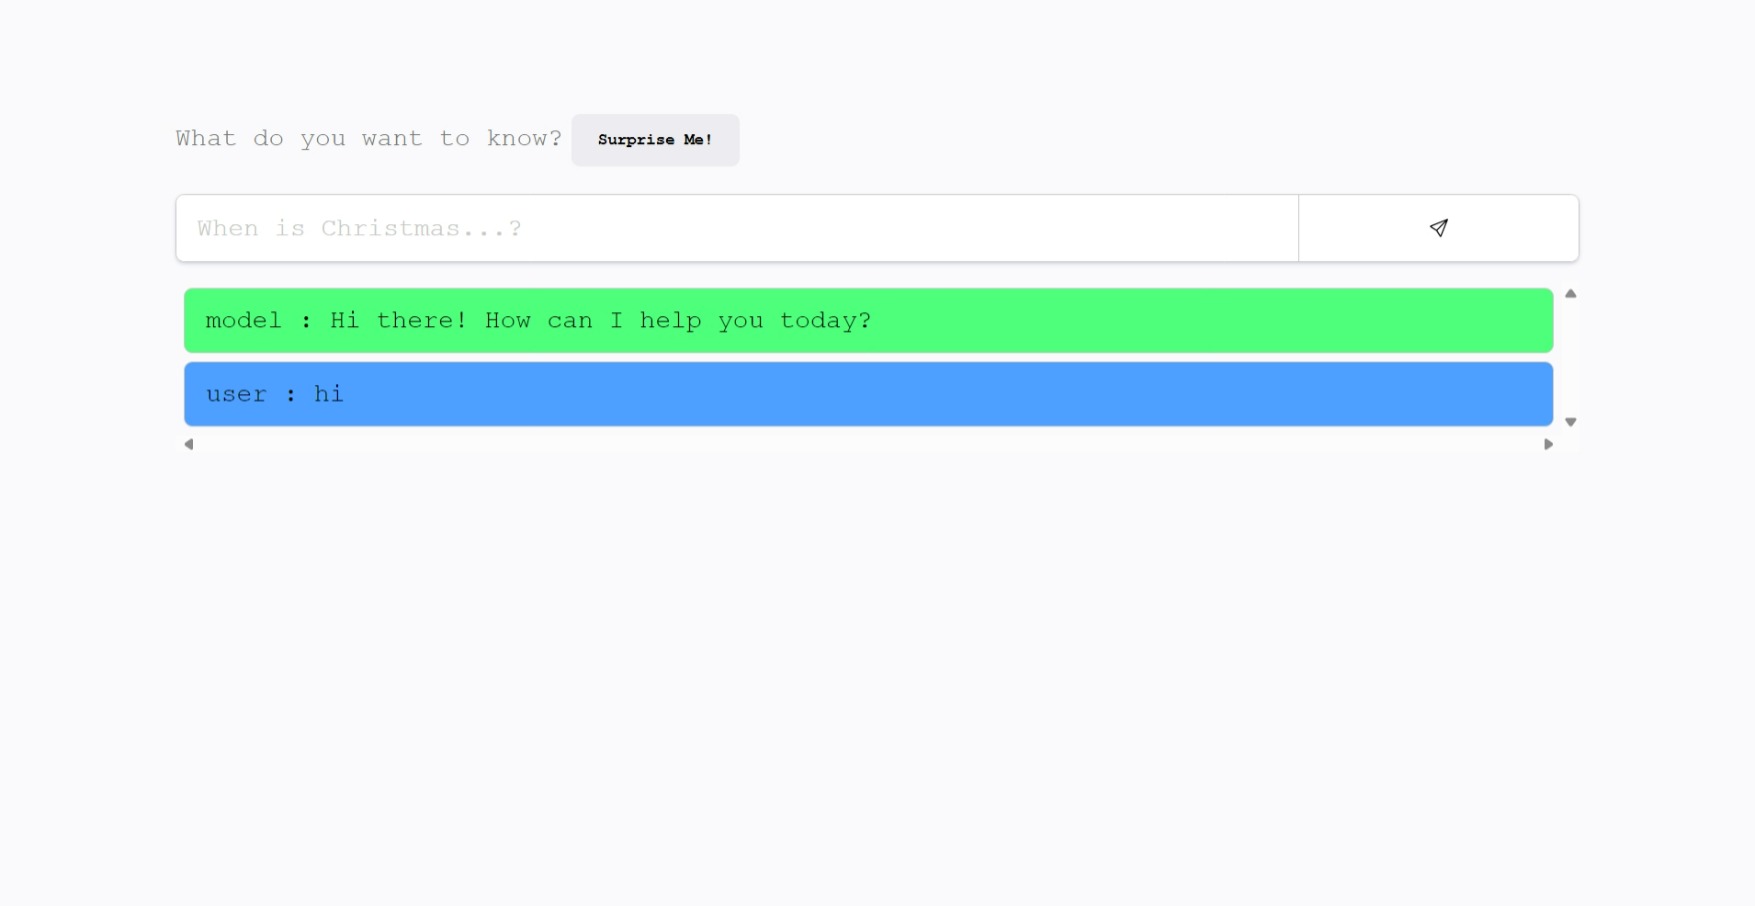 What do you want to know? Surprise Me!
When is Christmas...?
model : Hi there! How can I help you today?
user : hi